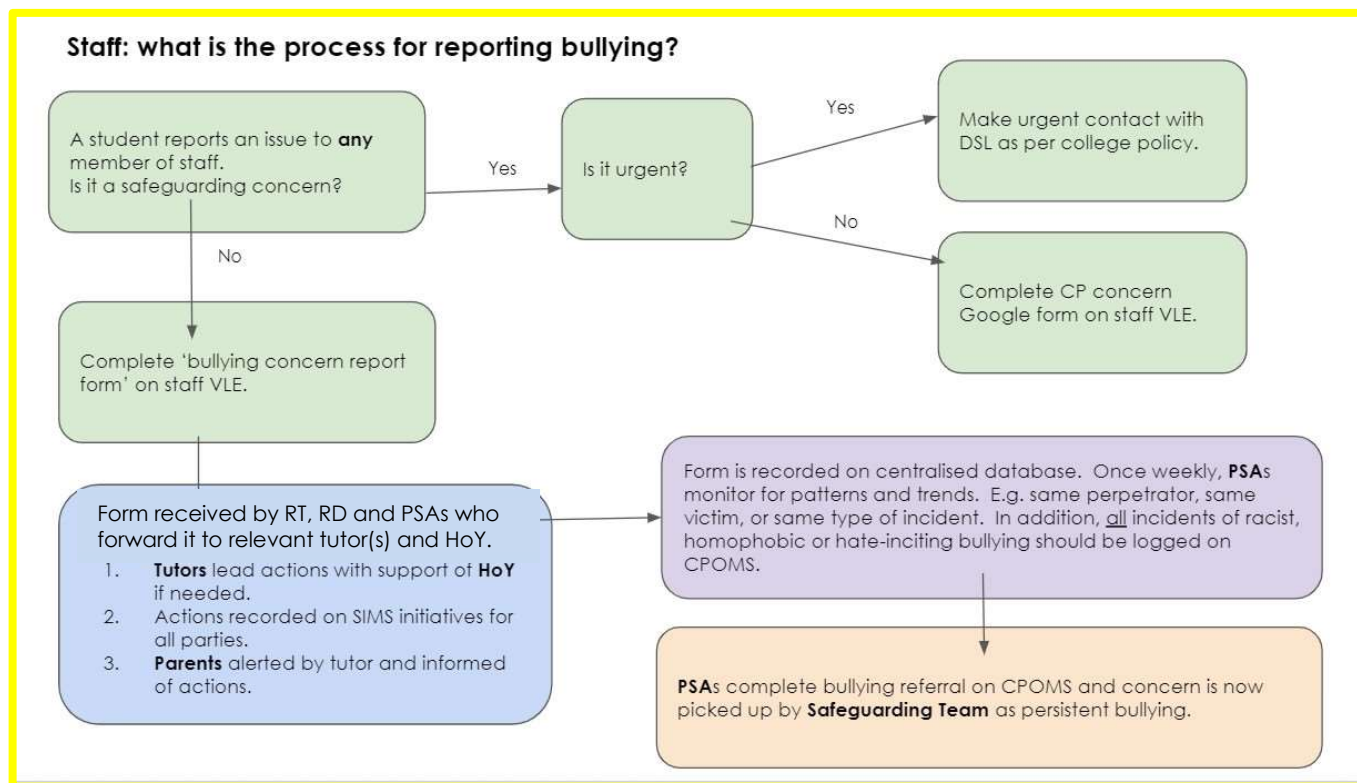 Staff: what is the process for reporting bullying?
A student reports an issue to any
member of staff.
Is it a safeguarding concern?
Yes
Is it urgent?
Yes
Make urgent contact with
DSL as per college policy.
No
No
Complete CP concern
Google form on staff VLE.
Complete ‘bullying concern report
form’ on staff VLE.
Form received by RT, RD and PSAs who
forward it to relevant tutor(s) and HoY.
1. Tutors lead actions with support of HoY
if needed.
2. Actions recorded on SIMS initiatives for
all parties.
3. Parents alerted by tutor and informed
of actions.
Form is recorded on centralised database. Once weekly, PSAs
monitor for patterns and trends. E.g. same perpetrator, same
victim, or same type of incident. In addition, all incidents of racist,
homophobic or hate-inciting bullying should be logged on
CPOMS.
PSAs complete bullying referral on CPOMS and concern is now
picked up by Safeguarding Team as persistent bullying.